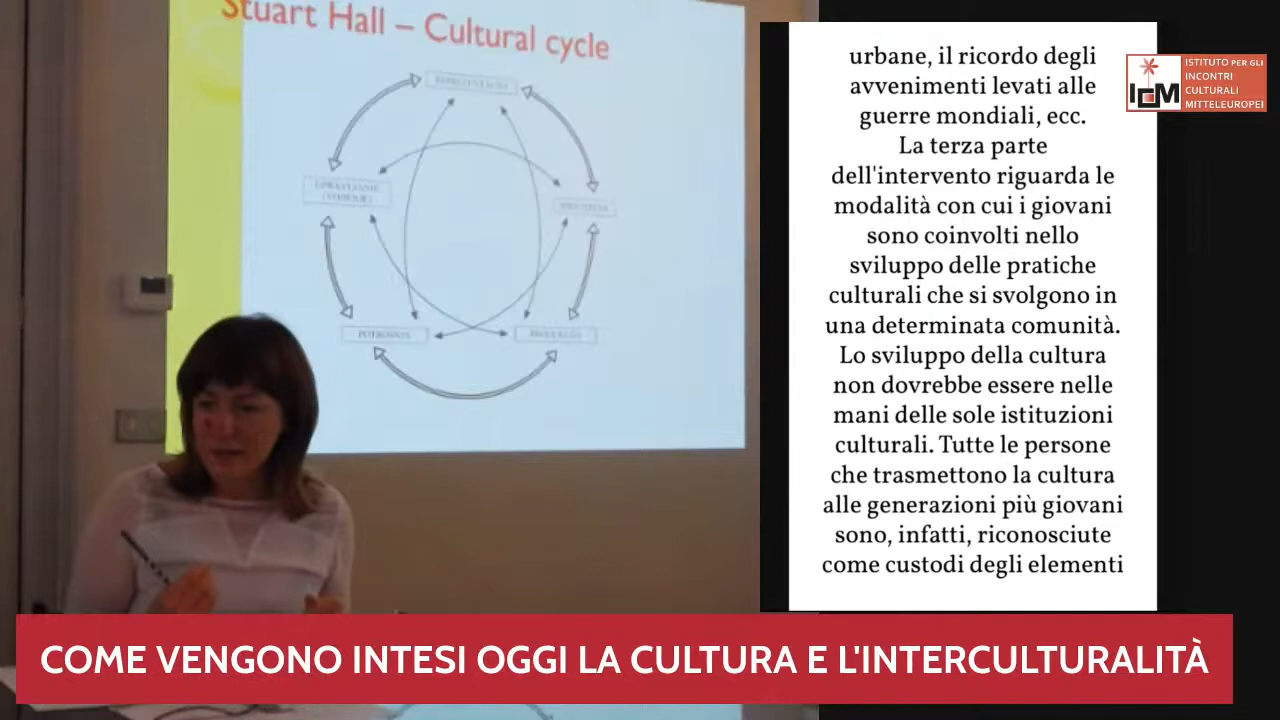 Stuart Hall – Cultural cycle
urbane, il ricordo degli
avvenimenti levati alle
guerre mondiali, ecc.
La terza parte
dell'intervento riguarda le
modalità con cui i giovani
sono coinvolti nello
sviluppo delle pratiche
culturali che si svolgono in
una determinata comunità.
Lo sviluppo della cultura
non dovrebbe essere nelle
mani delle sole istituzioni
culturali. Tutte le persone
che trasmettono la cultura
alle generazioni più giovani
sono, infatti, riconosciute
come custodi degli elementi
ICM
ISTITUTO PER GLI
INCONTRI
CULTURALI
MITTELEUROPEI
COME VENGONO INTESI OGGI LA CULTURA E L'INTERCULTURALITÀ